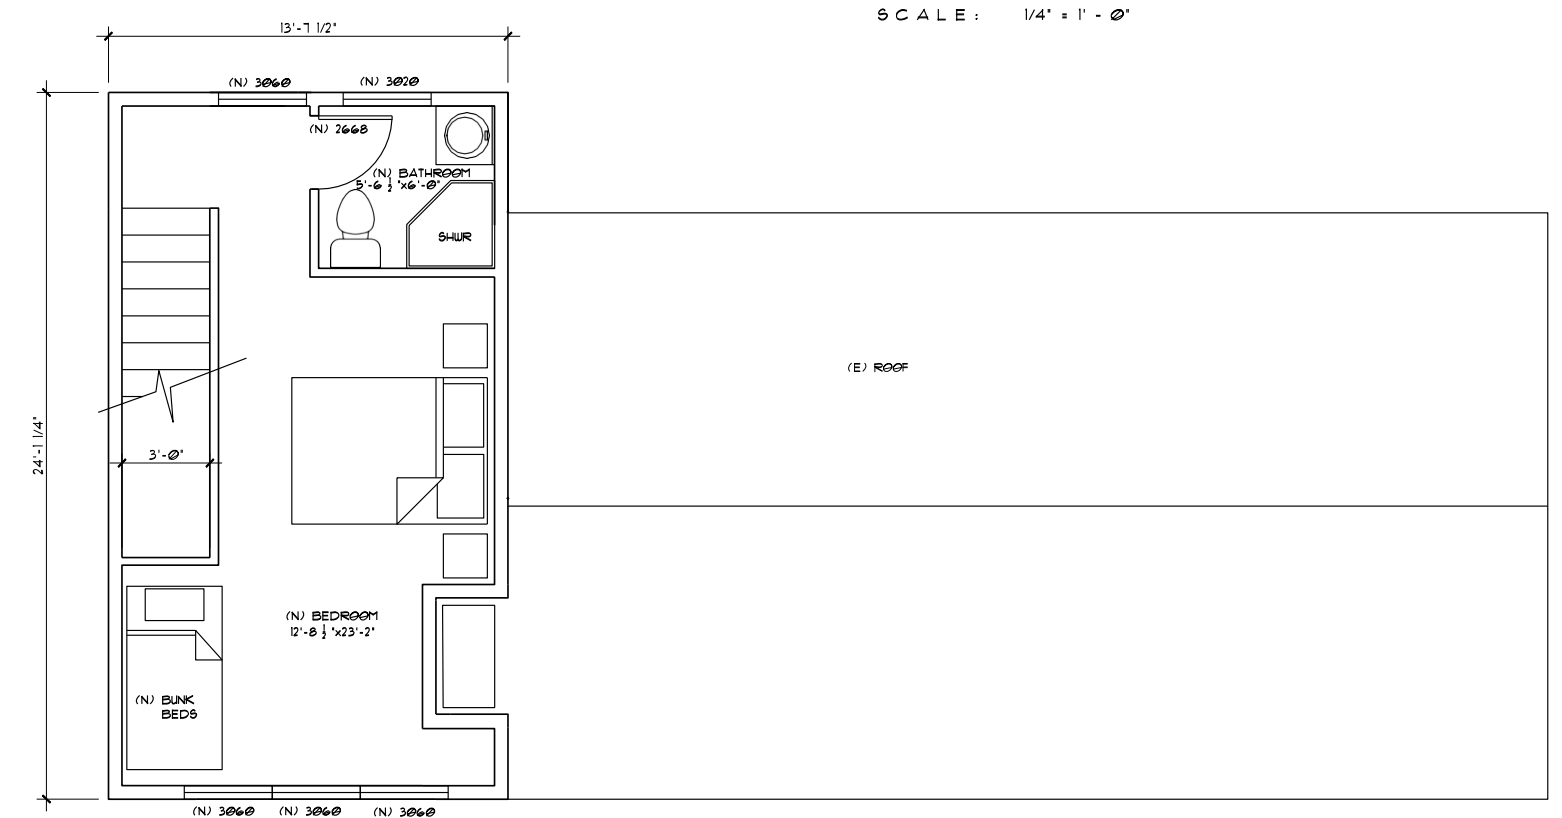 SCALE: 1/4" = 1' - 0"
13'-7 1/2"
(N) 3060
(N) 3020
(N) 2668
(N) BATHROOM
5'-6 1/2 "x6'-0"
SHWR
(E) ROOF
24'-1 1/4"
3'-0"
(N) BEDROOM
12'-8 1/2 "x23'-2"
(N) BUNK
BEDS
(N) 3060
(N) 3060
(N) 3060